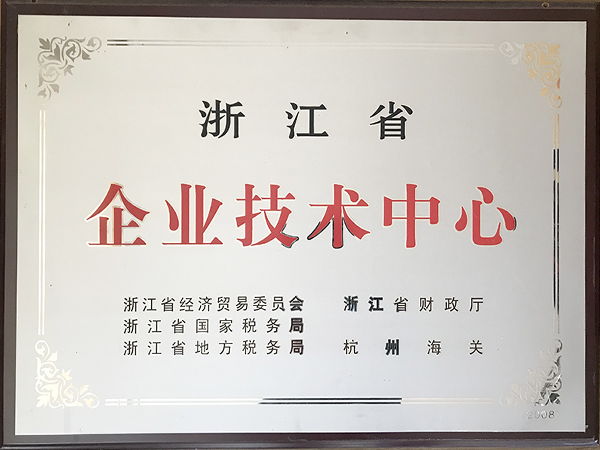 浙江省
企业技术中心
浙江省经济贸易委员会 浙江省财政厅
浙江省国家税务局
浙江省地方税务局 杭州海关
2008